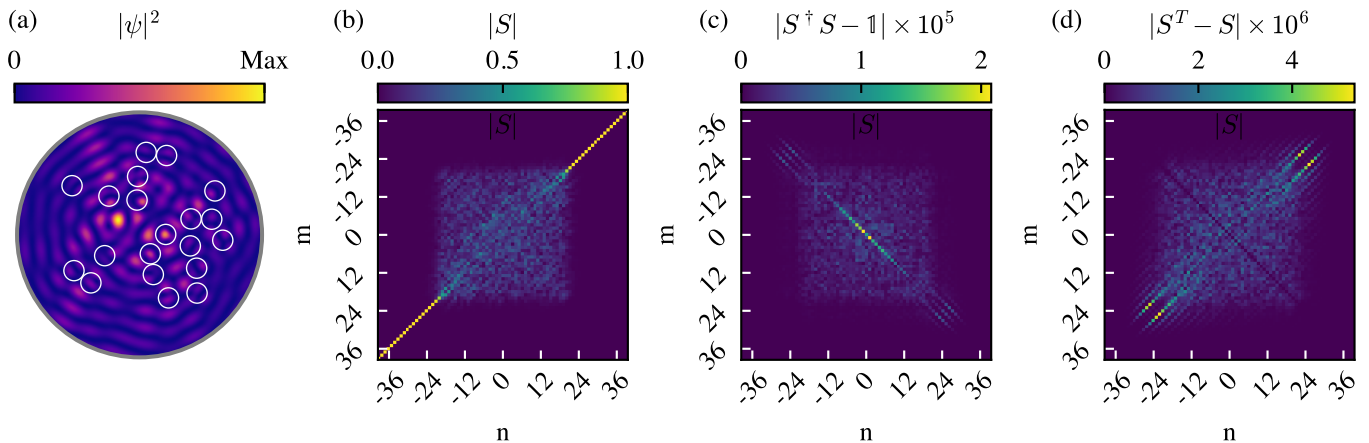 (a)
|ψ|²
0 Max
(b)
|S|
0.0 0.5 1.0
|S|
-36
-24
-12
0
12
24
36
m
-36 -24 -12 0 12 24 36
n
(c)
|S† S − 𝟙| × 10⁵
0 1 2
|S|
-36
-24
-12
0
12
24
36
m
-36 -24 -12 0 12 24 36
n
(d)
|Sᵀ − S| × 10⁶
0 2 4
|S|
-36
-24
-12
0
12
24
36
m
-36 -24 -12 0 12 24 36
n